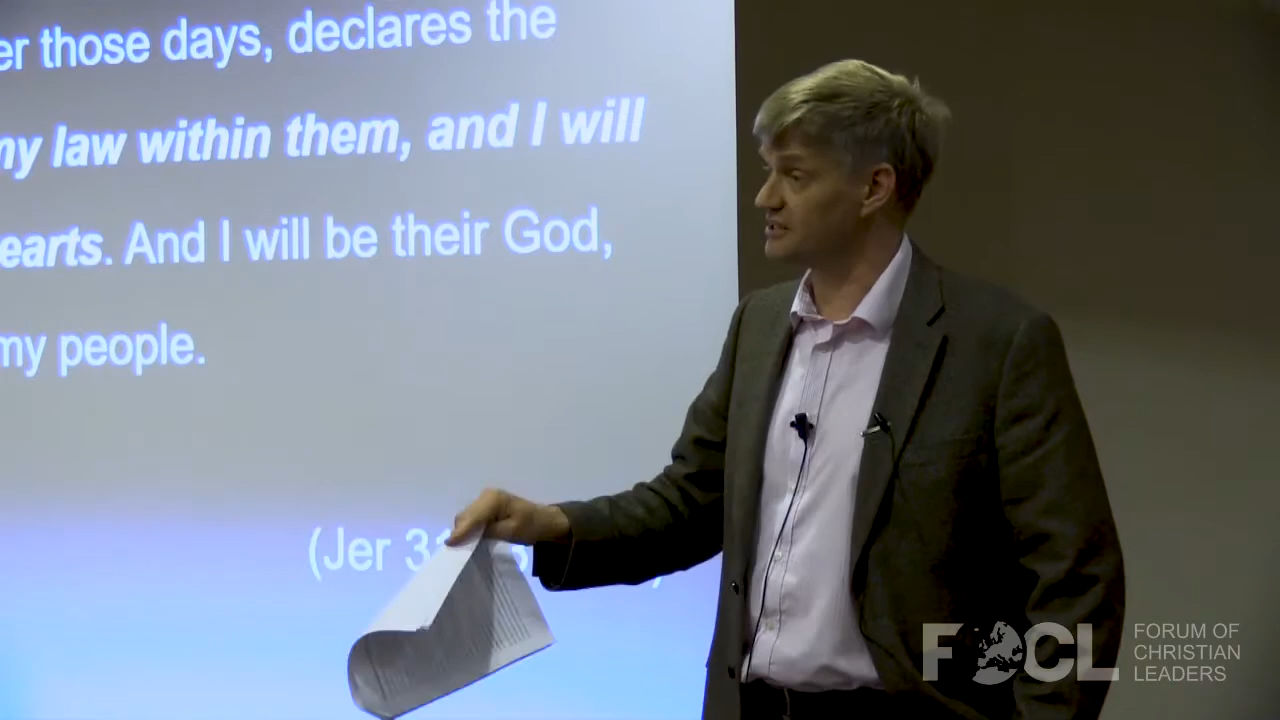 er those days, declares the
my law within them, and I will
earts. And I will be their God,
my people.
(Jer 3
FOCL
FORUM OF
CHRISTIAN
LEADERS